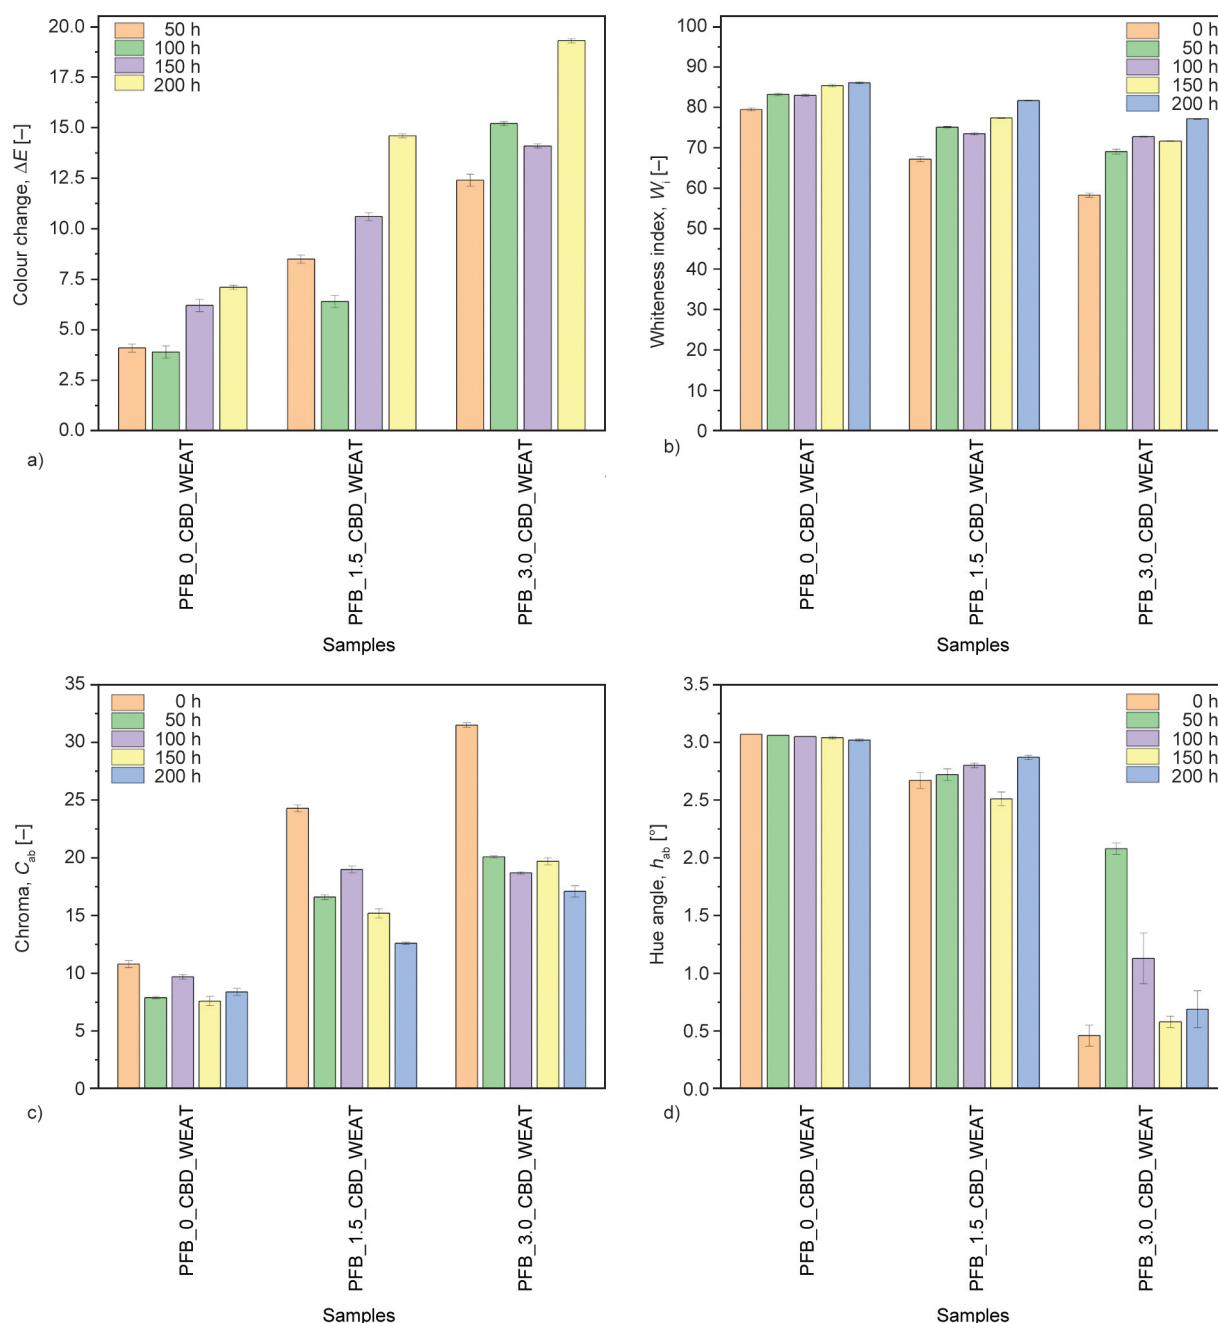 20.0
17.5
15.0
12.5
10.0
7.5
5.0
2.5
0.0
Colour change, ΔE [–]
50 h
100 h
150 h
200 h
PFB_0_CBD_WEAT
PFB_1.5_CBD_WEAT
PFB_3.0_CBD_WEAT
Samples
a)
100
90
80
70
60
50
40
30
20
10
0
Whiteness index, Wi [–]
0 h
50 h
100 h
150 h
200 h
PFB_0_CBD_WEAT
PFB_1.5_CBD_WEAT
PFB_3.0_CBD_WEAT
Samples
b)
35
30
25
20
15
10
5
0
Chroma, Cab [–]
0 h
50 h
100 h
150 h
200 h
PFB_0_CBD_WEAT
PFB_1.5_CBD_WEAT
PFB_3.0_CBD_WEAT
Samples
c)
3.5
3.0
2.5
2.0
1.5
1.0
0.5
0.0
Hue angle, hab [°]
0 h
50 h
100 h
150 h
200 h
PFB_0_CBD_WEAT
PFB_1.5_CBD_WEAT
PFB_3.0_CBD_WEAT
Samples
d)